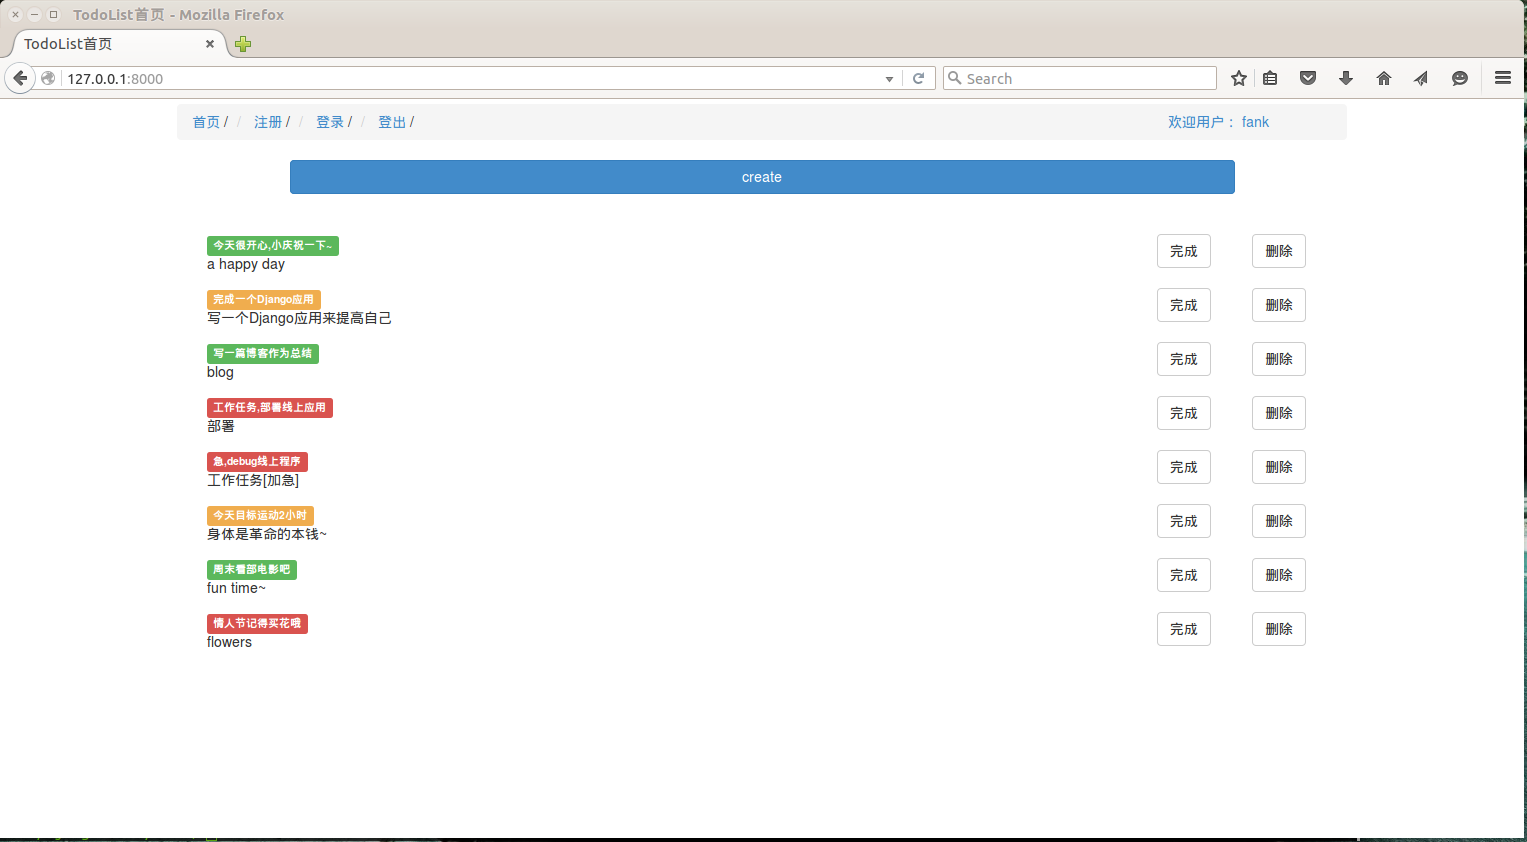 TodoList首页 - Mozilla Firefox
TodoList首页
127.0.0.1:8000
Search
首页 / / 注册 / / 登录 / / 登出 / 欢迎用户 : fank
create
今天很开心,小庆祝一下~
a happy day
完成 删除
完成一个Django应用
写一个Django应用来提高自己
完成 删除
写一篇博客作为总结
blog
完成 删除
工作任务,部署线上应用
部署
完成 删除
急,debug线上程序
工作任务[加急]
完成 删除
今天目标运动2小时
身体是革命的本钱~
完成 删除
周末看部电影吧
fun time~
完成 删除
情人节记得买花哦
flowers
完成 删除